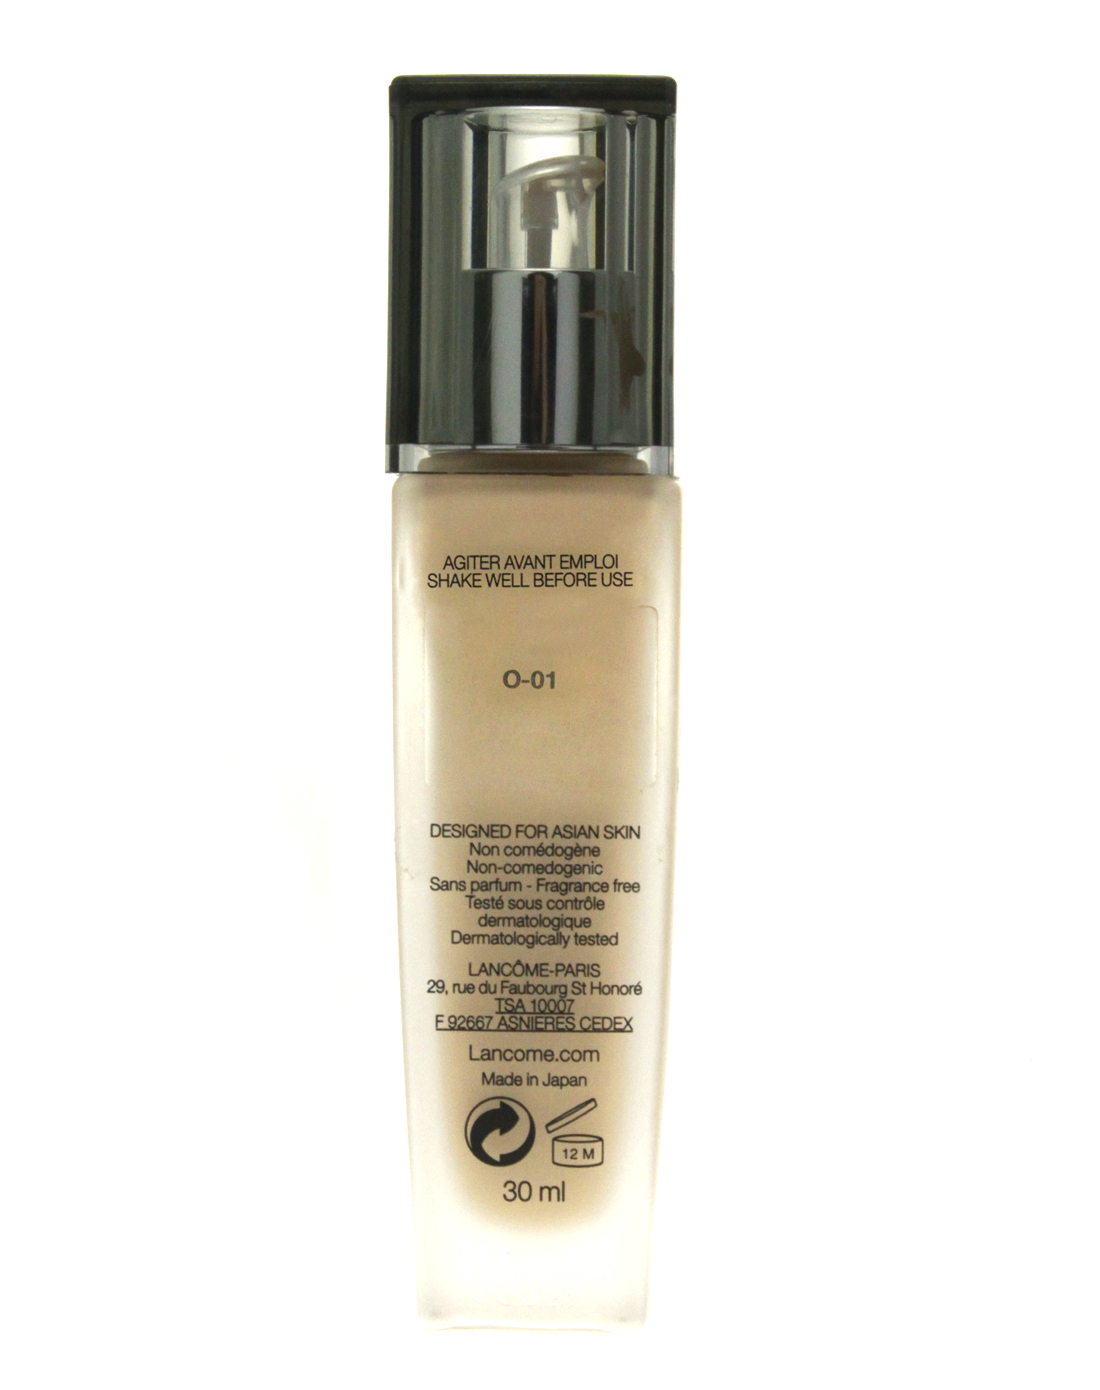 AGITER AVANT EMPLOI
SHAKE WELL BEFORE USE
O-01
DESIGNED FOR ASIAN SKIN
Non comédogène
Non-comedogenic
Sans parfum - Fragrance free
Testé sous contrôle
dermatologique
Dermatologically tested
LANCÔME-PARIS
29, rue du Faubourg St Honoré
TSA 10007
F 92667 ASNIERES CEDEX
Lancome.com
Made in Japan
12 M
30 ml